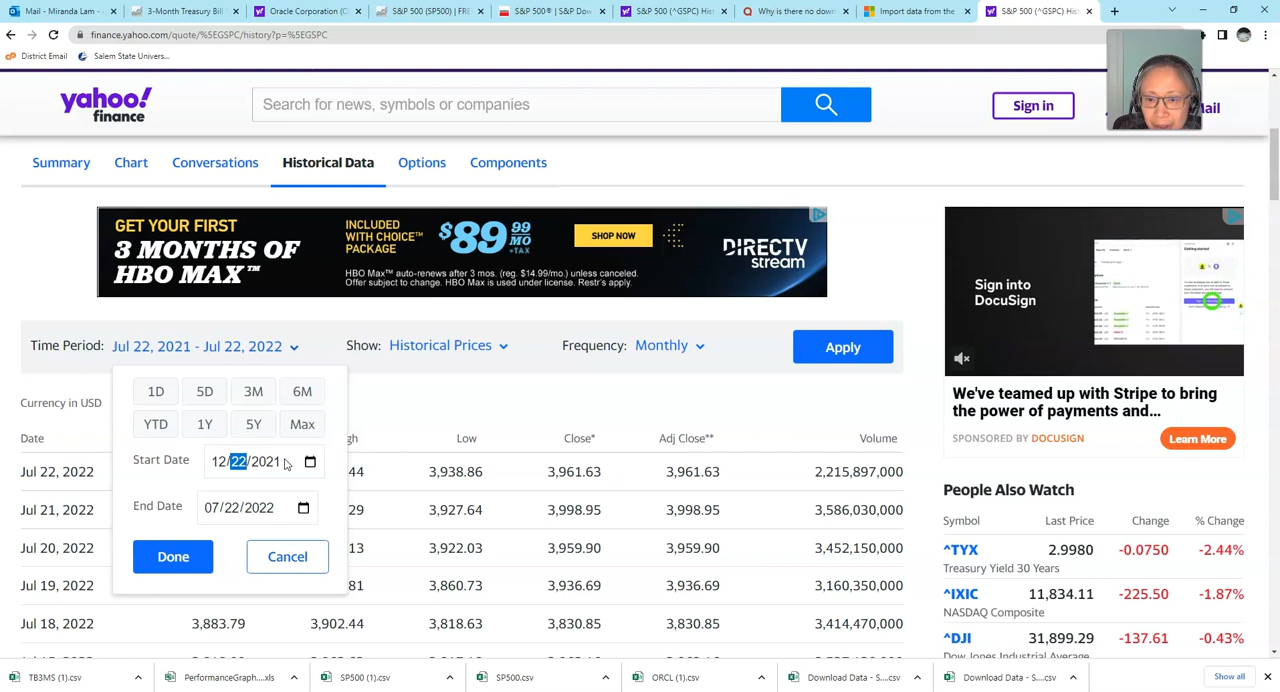 (1) Miranda Lam - Ou
3-Month Treasury Bil
Oracle Corporation (C
S&P 500 (SP500) | FRE
S&P 500® | S&P Dow
S&P 500 (^GSPC) Hist
Why is there no down
Import data from the
S&P 500 (^GSPC) His
finance.yahoo.com/quote/%5EGSPC/history?p=%5EGSPC
District Email
Salem State Univers...
yahoo!
finance
Search for news, symbols or companies
Sign in
Mail
Summary
Chart
Conversations
Historical Data
Options
Components
GET YOUR FIRST
3 MONTHS OF
HBO MAX™
INCLUDED
WITH CHOICE™
PACKAGE
$89.99
MO
+TAX
SHOP NOW
DIRECTV
stream
HBO Max™ auto-renews after 3 mos. (reg. $14.99/mo.) unless canceled.
Offer subject to change. HBO Max is used under license. Restr's apply.
Sign into
DocuSign
Time Period: Jul 22, 2021 - Jul 22, 2022
Show: Historical Prices
Frequency: Monthly
Apply
1D 5D 3M 6M
YTD 1Y 5Y Max
Start Date 12/22/2021
End Date 07/22/2022
Done
Cancel
Currency in USD
Date gh Low Close* Adj Close** Volume
Jul 22, 2022 44 3,938.86 3,961.63 3,961.63 2,215,897,000
Jul 21, 2022 29 3,927.64 3,998.95 3,998.95 3,586,030,000
Jul 20, 2022 13 3,922.03 3,959.90 3,959.90 3,452,150,000
Jul 19, 2022 81 3,860.73 3,936.69 3,936.69 3,160,350,000
Jul 18, 2022 3,883.79 3,902.44 3,818.63 3,830.85 3,830.85 3,414,470,000
We've teamed up with Stripe to bring
the power of payments and...
SPONSORED BY DOCUSIGN
Learn More
People Also Watch
Symbol Last Price Change % Change
^TYX 2.9980 -0.0750 -2.44%
Treasury Yield 30 Years
^IXIC 11,834.11 -225.50 -1.87%
NASDAQ Composite
^DJI 31,899.29 -137.61 -0.43%
Dow Jones Industrial Average
TB3MS (1).csv
PerformanceGraph....xls
SP500 (1).csv
SP500.csv
ORCL (1).csv
Download Data - S....csv
Download Data - S....csv
Show all